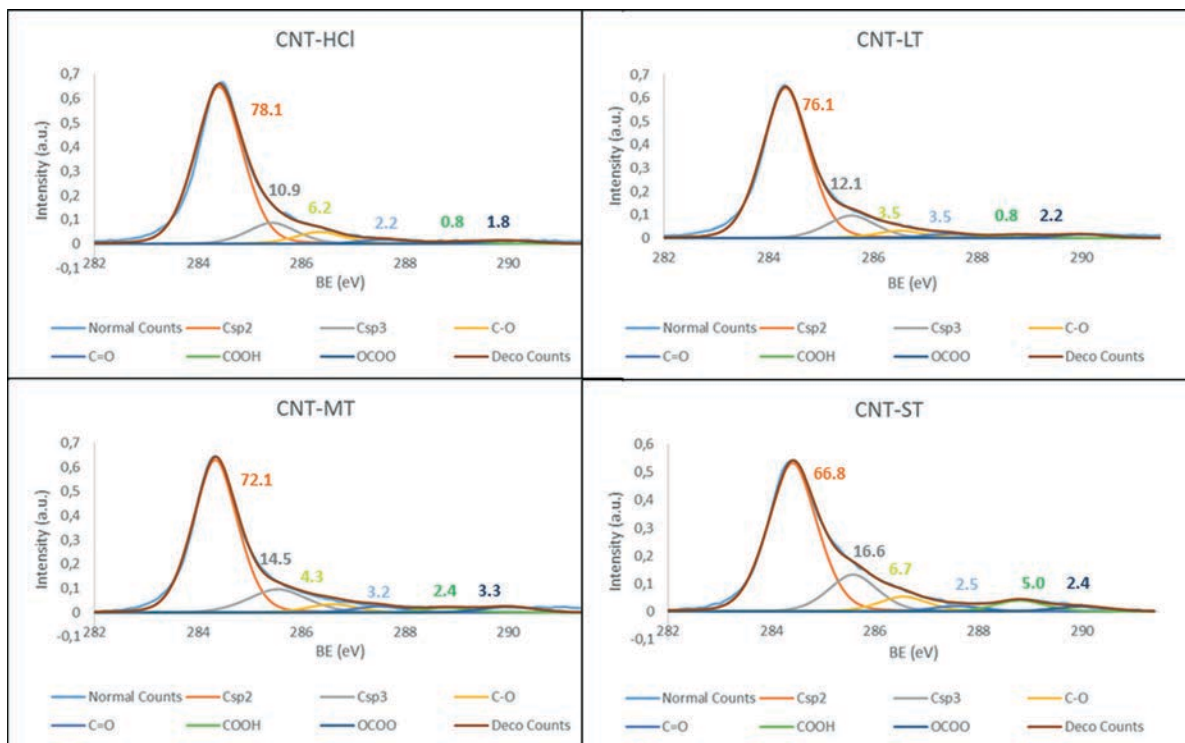 CNT-HCl
0,7
0,6
0,5
0,4
0,3
0,2
0,1
0
-0,1
Intensity (a.u.)
78.1
10.9
6.2
2.2
0.8
1.8
282 284 286 288 290
BE (eV)
Normal Counts Csp2 Csp3 C-O
C=O COOH OCOO Deco Counts
CNT-LT
0,7
0,6
0,5
0,4
0,3
0,2
0,1
0
Intensity (a.u.)
76.1
12.1
3.5
3.5
0.8
2.2
282 284 286 288 290
BE (eV)
Normal Counts Csp2 Csp3 C-O
C=O COOH OCOO Deco Counts
CNT-MT
0,7
0,6
0,5
0,4
0,3
0,2
0,1
0
-0,1
Intensity (a.u.)
72.1
14.5
4.3
3.2
2.4
3.3
282 284 286 288 290
BE (eV)
Normal Counts Csp2 Csp3 C-O
C=O COOH OCOO Deco Counts
CNT-ST
0,6
0,5
0,4
0,3
0,2
0,1
0
-0,1
Intensity (a.u.)
66.8
16.6
6.7
2.5
5.0
2.4
282 284 286 288 290
BE (eV)
Normal Counts Csp2 Csp3 C-O
C=O COOH OCOO Deco Counts